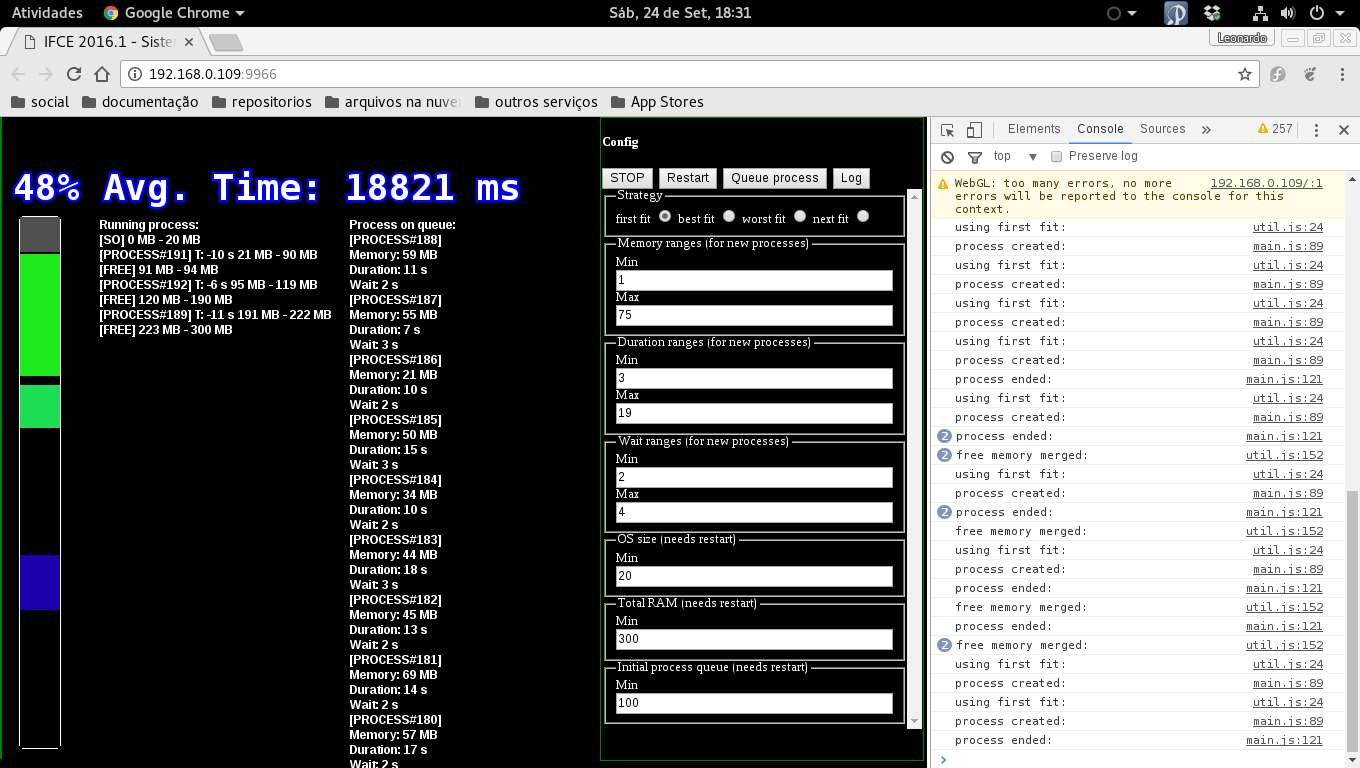 Atividades
Google Chrome
Sáb, 24 de Set, 18:31
IFCE 2016.1 - Siste
Leonardo
192.168.0.109:9966
social
documentação
repositorios
arquivos na nuve
outros serviços
App Stores
48% Avg. Time: 18821 ms
Running process:
[SO] 0 MB - 20 MB
[PROCESS#191] T: -10 s 21 MB - 90 MB
[FREE] 91 MB - 94 MB
[PROCESS#192] T: -6 s 95 MB - 119 MB
[FREE] 120 MB - 190 MB
[PROCESS#189] T: -11 s 191 MB - 222 MB
[FREE] 223 MB - 300 MB
Process on queue:
[PROCESS#188]
Memory: 59 MB
Duration: 11 s
Wait: 2 s
[PROCESS#187]
Memory: 55 MB
Duration: 7 s
Wait: 3 s
[PROCESS#186]
Memory: 21 MB
Duration: 10 s
Wait: 2 s
[PROCESS#185]
Memory: 50 MB
Duration: 15 s
Wait: 3 s
[PROCESS#184]
Memory: 34 MB
Duration: 10 s
Wait: 2 s
[PROCESS#183]
Memory: 44 MB
Duration: 18 s
Wait: 3 s
[PROCESS#182]
Memory: 45 MB
Duration: 13 s
Wait: 2 s
[PROCESS#181]
Memory: 69 MB
Duration: 14 s
Wait: 2 s
[PROCESS#180]
Memory: 57 MB
Duration: 17 s
Wait: 2 s
Config
STOP
Restart
Queue process
Log
Strategy
first fit best fit worst fit next fit
Memory ranges (for new processes)
Min
1
Max
75
Duration ranges (for new processes)
Min
3
Max
19
Wait ranges (for new processes)
Min
2
Max
4
OS size (needs restart)
Min
20
Total RAM (needs restart)
Min
300
Initial process queue (needs restart)
Min
100
Elements Console Sources » 257
top Preserve log
WebGL: too many errors, no more 192.168.0.109/:1
errors will be reported to the console for this
context.
using first fit: util.js:24
process created: main.js:89
using first fit: util.js:24
process created: main.js:89
using first fit: util.js:24
process created: main.js:89
using first fit: util.js:24
process created: main.js:89
process ended: main.js:121
using first fit: util.js:24
process created: main.js:89
2 process ended: main.js:121
2 free memory merged: util.js:152
using first fit: util.js:24
process created: main.js:89
2 process ended: main.js:121
free memory merged: util.js:152
using first fit: util.js:24
process created: main.js:89
process ended: main.js:121
free memory merged: util.js:152
process ended: main.js:121
2 free memory merged: util.js:152
using first fit: util.js:24
process created: main.js:89
using first fit: util.js:24
process created: main.js:89
process ended: main.js:121